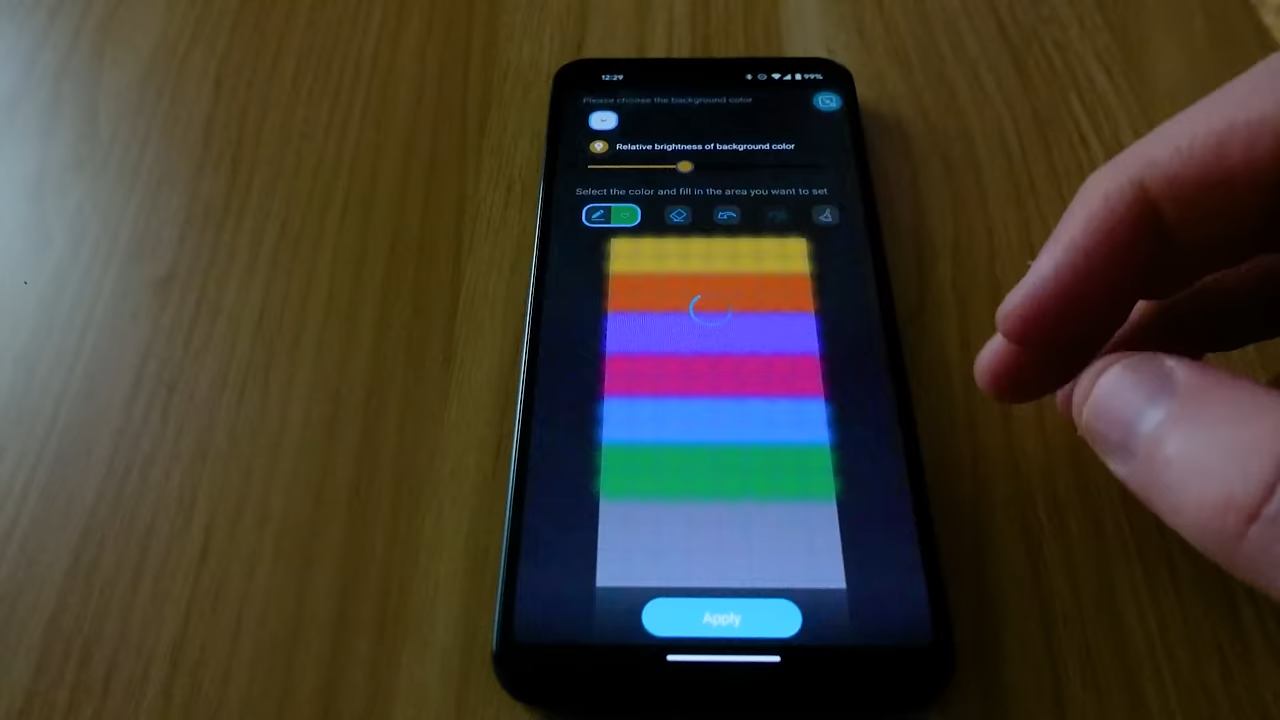 12:29 99%
Please choose the background color
Relative brightness of background color
Select the color and fill in the area you want to set
Apply